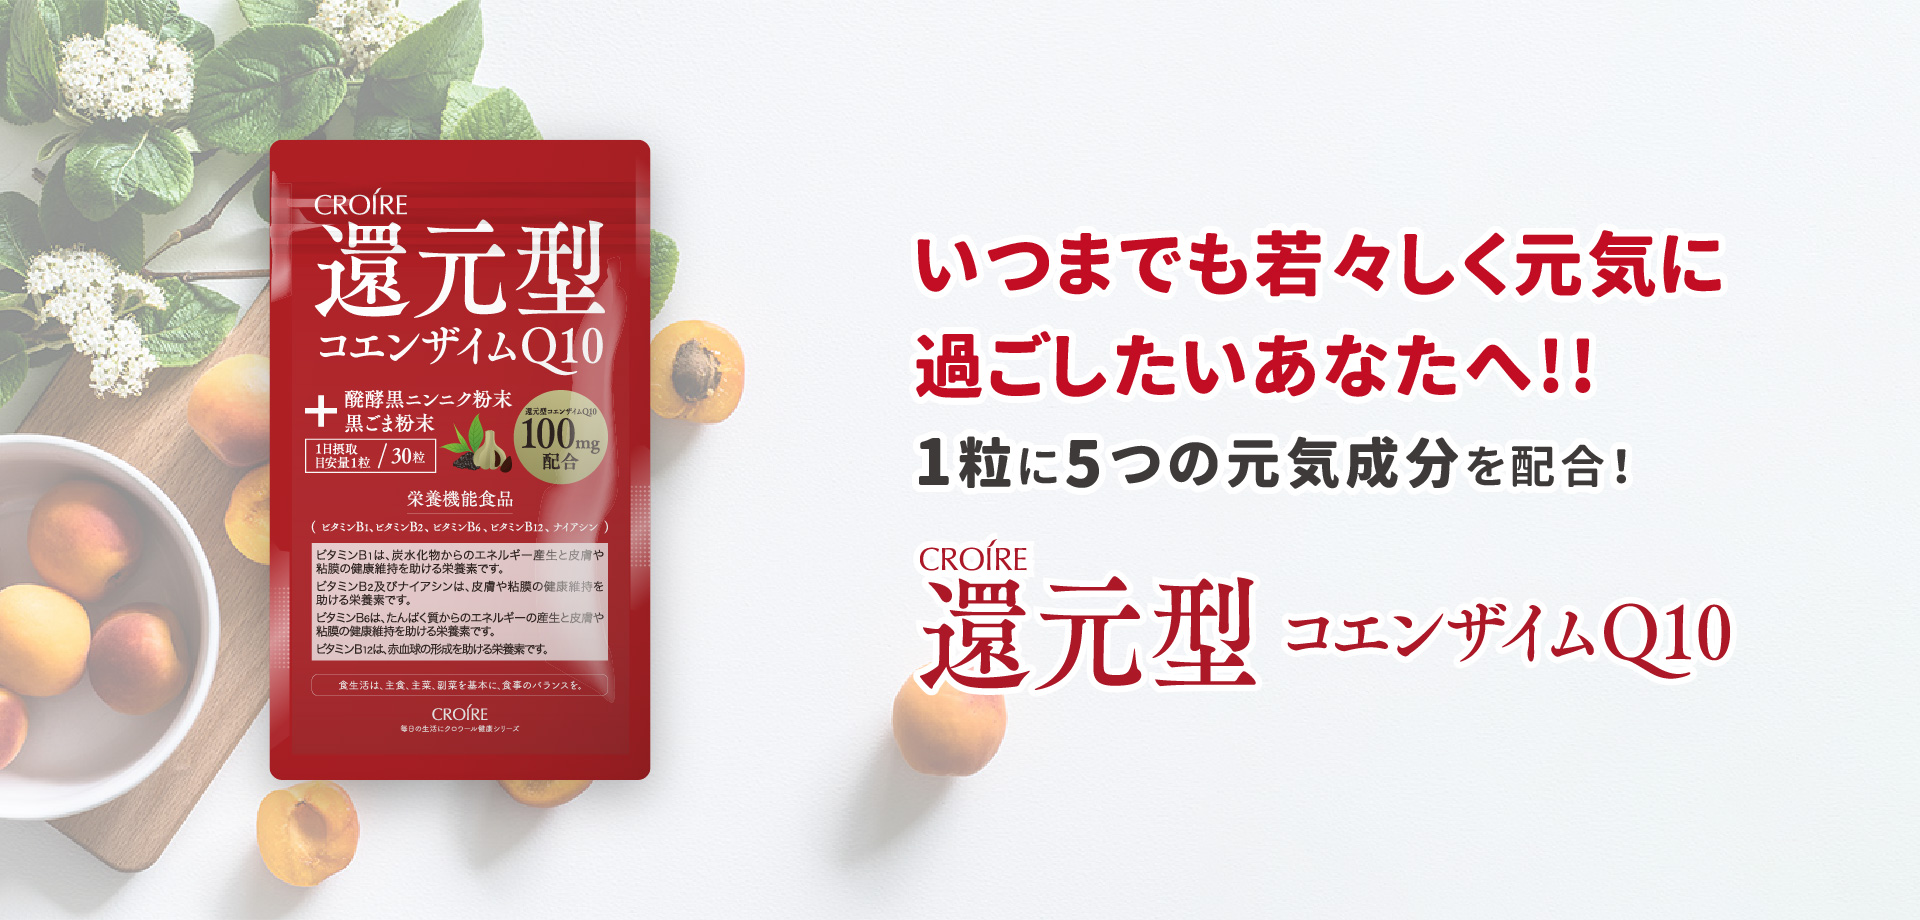 CROÍRE
還元型
コエンザイムQ10
+
醗酵黒ニンニク粉末
黒ごま粉末
1日摂取
目安量1粒 / 30粒
還元型コエンザイムQ10
100mg
配合
栄養機能食品
( ビタミンB1、ビタミンB2、ビタミンB6、ビタミンB12、ナイアシン )
ビタミンB1は、炭水化物からのエネルギー産生と皮膚や
粘膜の健康維持を助ける栄養素です。
ビタミンB2及びナイアシンは、皮膚や粘膜の健康維持を
助ける栄養素です。
ビタミンB6は、たんぱく質からのエネルギーの産生と皮膚や
粘膜の健康維持を助ける栄養素です。
ビタミンB12は、赤血球の形成を助ける栄養素です。
食生活は、主食、主菜、副菜を基本に、食事のバランスを。
CROÍRE
毎日の生活にクロワール健康シリーズ
いつまでも若々しく元気に
過ごしたいあなたへ!!
1粒に5つの元気成分を配合!
CROÍRE
還元型 コエンザイムQ10